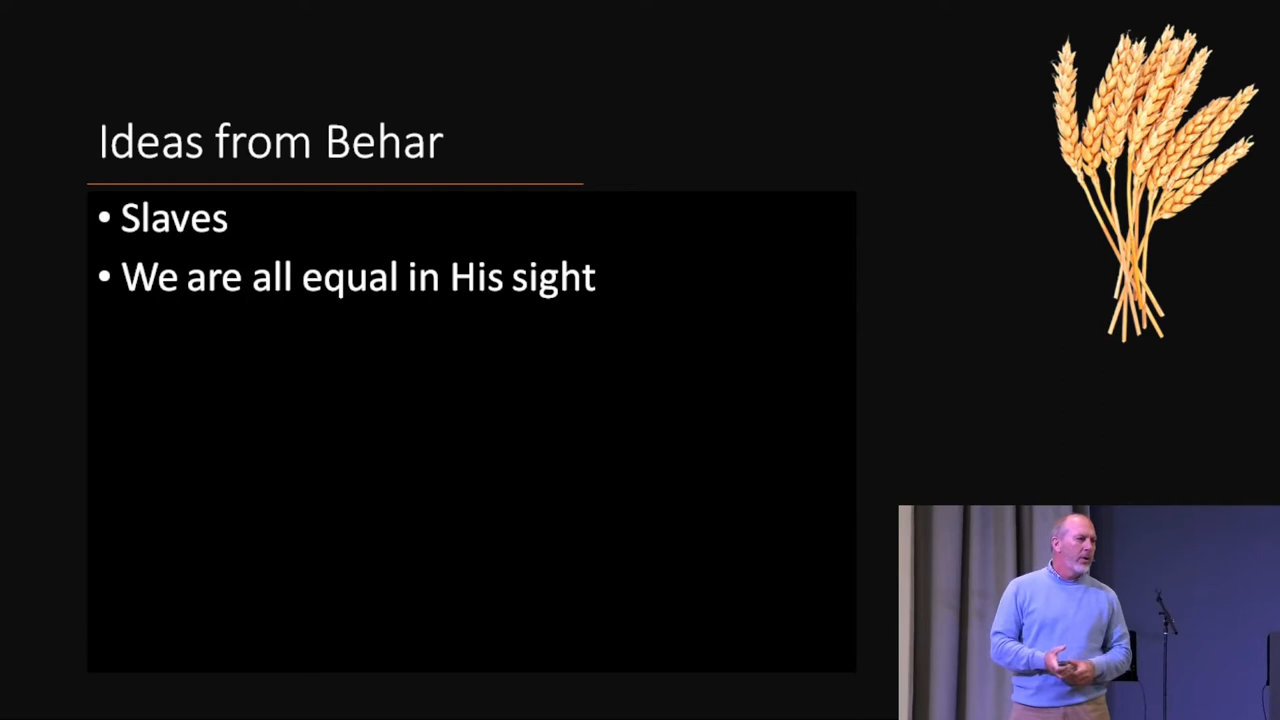 Ideas from Behar
• Slaves
• We are all equal in His sight